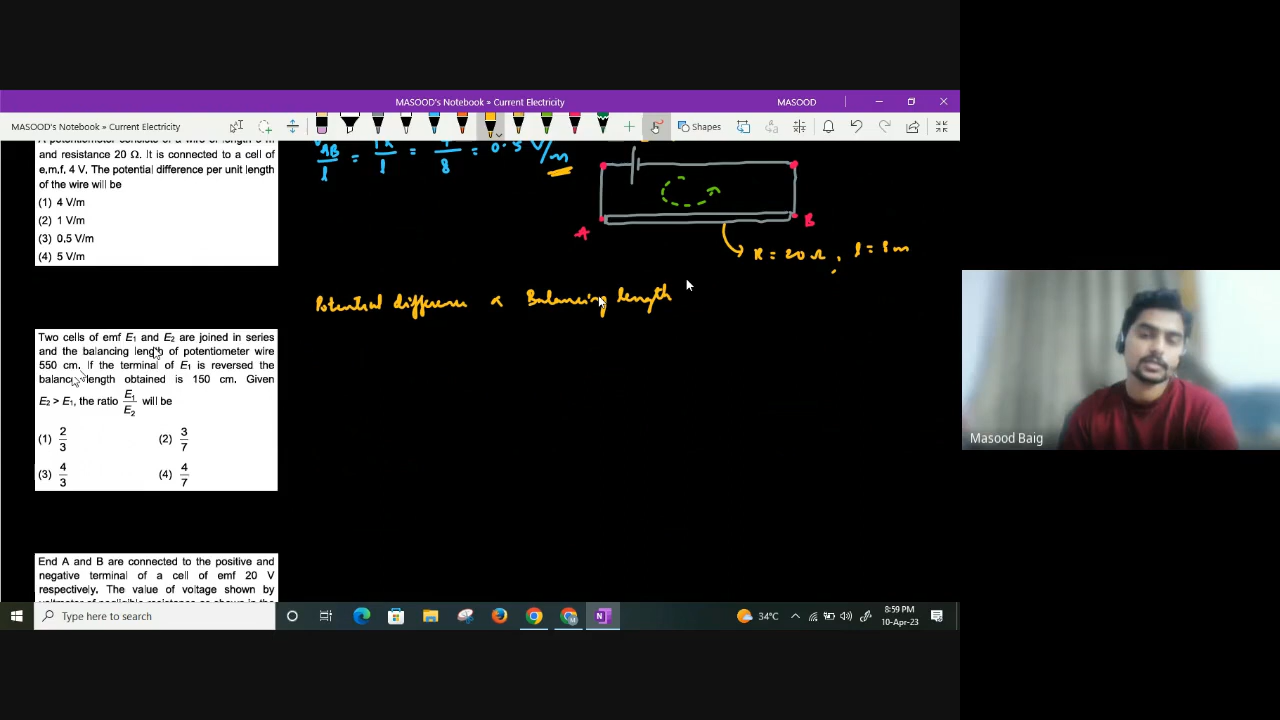 MASOOD's Notebook » Current Electricity
MASOOD
MASOOD's Notebook » Current Electricity
Shapes
and resistance 20 Ω. It is connected to a cell of
e,m,f, 4 V. The potential difference per unit length
of the wire will be
(1) 4 V/m
(2) 1 V/m
(3) 0.5 V/m
(4) 5 V/m
AB
l = l = 8 = 0.5 V/m
A
B
R = 20 Ω, l = 8 m
Potential difference ∝ Balancing length
Two cells of emf E1 and E2 are joined in series
and the balancing length of potentiometer wire
550 cm. If the terminal of E1 is reversed the
balance length obtained is 150 cm. Given
E2 > E1, the ratio E1/E2 will be
(1) 2/3 (2) 3/7
(3) 4/3 (4) 4/7
End A and B are connected to the positive and
negative terminal of a cell of emf 20 V
respectively. The value of voltage shown by
Masood Baig
Type here to search
34°C
8:59 PM
10-Apr-23